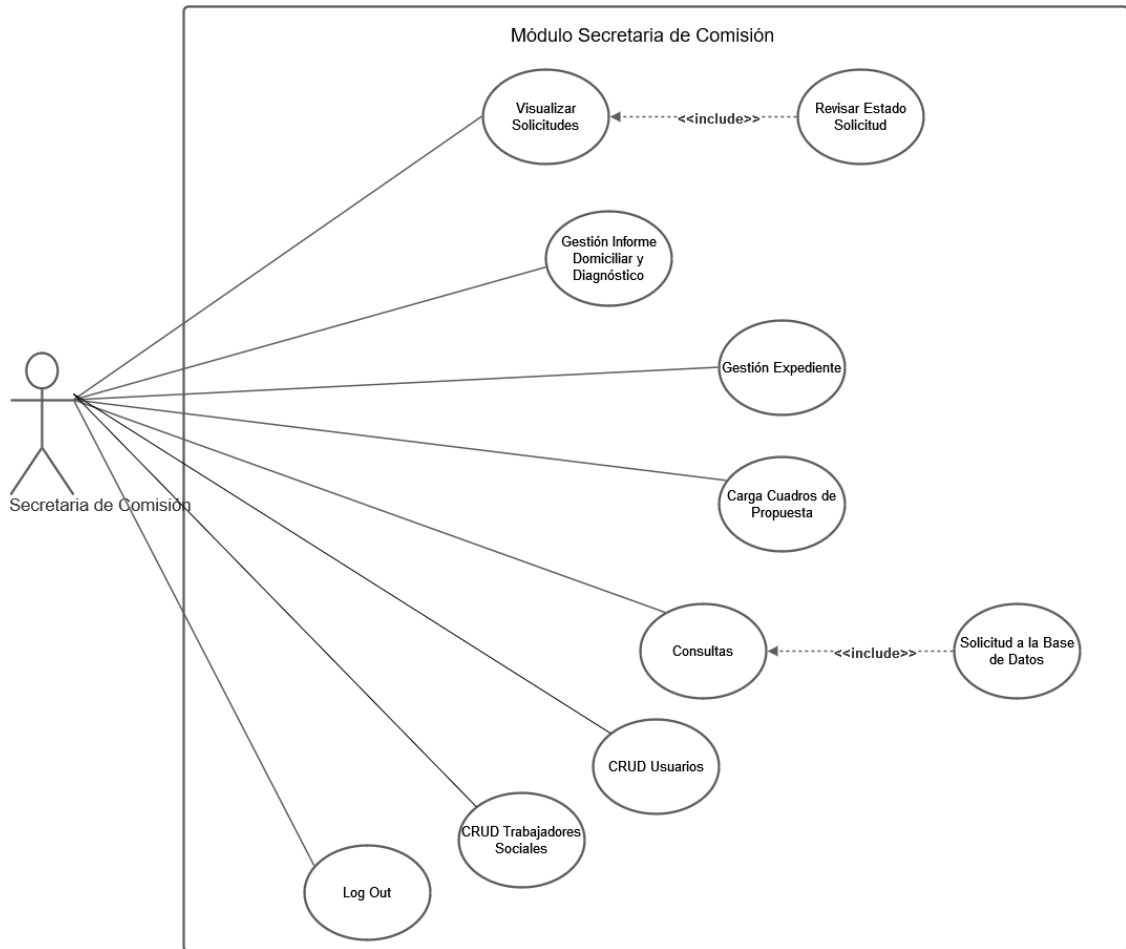 Módulo Secretaria de Comisión
Visualizar
Solicitudes
<<include>>
Revisar Estado
Solicitud
Gestión Informe
Domiciliar y
Diagnóstico
Gestión Expediente
Secretaria de Comisión
Carga Cuadros de
Propuesta
Consultas
<<include>>
Solicitud a la Base
de Datos
CRUD Usuarios
CRUD Trabajadores
Sociales
Log Out